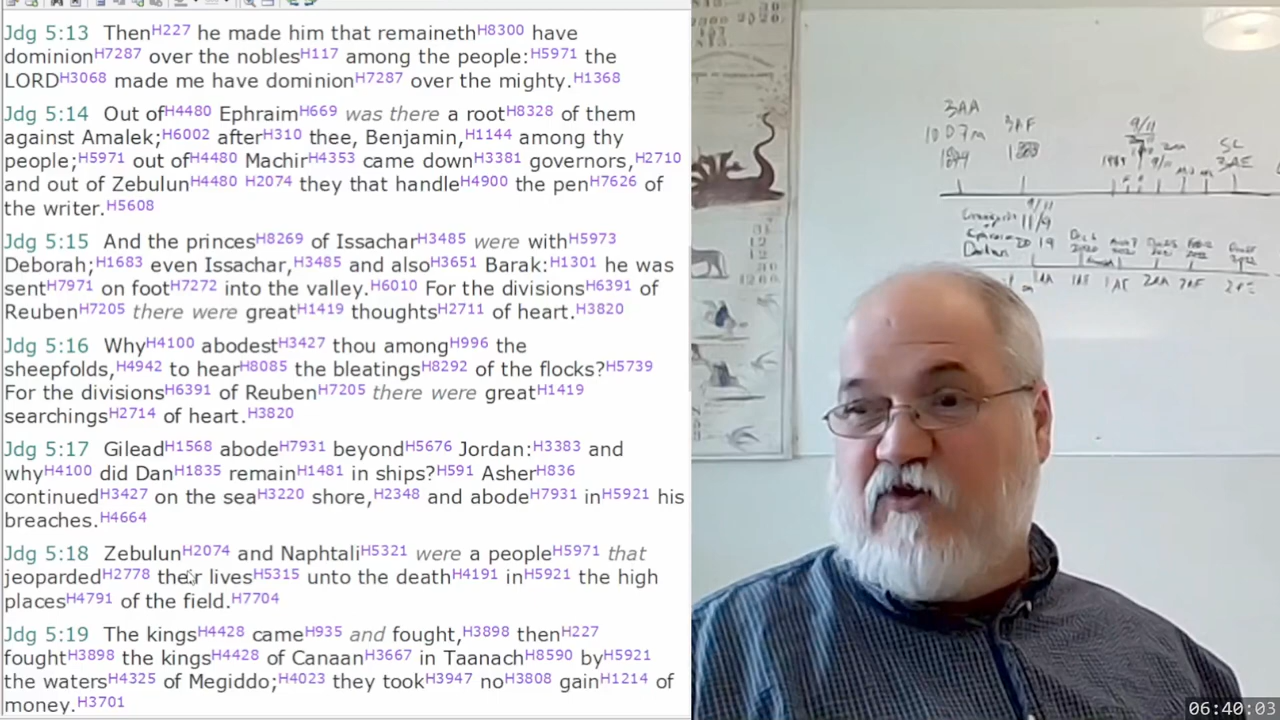 Jdg 5:13 Then H227 he made him that remaineth H8300 have
dominion H7287 over the nobles H117 among the people: H5971 the
LORD H3068 made me have dominion H7287 over the mighty. H1368
Jdg 5:14 Out of H4480 Ephraim H669 was there a root H8328 of them
against Amalek; H6002 after H310 thee, Benjamin, H1144 among thy
people; H5971 out of H4480 Machir H4353 came down H3381 governors, H2710
and out of Zebulun H4480 H2074 they that handle H4900 the pen H7626 of
the writer. H5608
Jdg 5:15 And the princes H8269 of Issachar H3485 were with H5973
Deborah; H1683 even Issachar, H3485 and also H3651 Barak: H1301 he was
sent H7971 on foot H7272 into the valley. H6010 For the divisions H6391 of
Reuben H7205 there were great H1419 thoughts H2711 of heart. H3820
Jdg 5:16 Why H4100 abodest H3427 thou among H996 the
sheepfolds, H4942 to hear H8085 the bleatings H8292 of the flocks? H5739
For the divisions H6391 of Reuben H7205 there were great H1419
searchings H2714 of heart. H3820
Jdg 5:17 Gilead H1568 abode H7931 beyond H5676 Jordan: H3383 and
why H4100 did Dan H1835 remain H1481 in ships? H591 Asher H836
continued H3427 on the sea H3220 shore, H2348 and abode H7931 in H5921 his
breaches. H4664
Jdg 5:18 Zebulun H2074 and Naphtali H5321 were a people H5971 that
jeoparded H2778 their lives H5315 unto the death H4191 in H5921 the high
places H4791 of the field. H7704
Jdg 5:19 The kings H4428 came H935 and fought, H3898 then H227
fought H3898 the kings H4428 of Canaan H3667 in Taanach H8590 by H5921
the waters H4325 of Megiddo; H4023 they took H3947 no H3808 gain H1214 of
money. H3701
3AA
3AF
9/11
SL
3AE
9/11
11/9
06:40:03